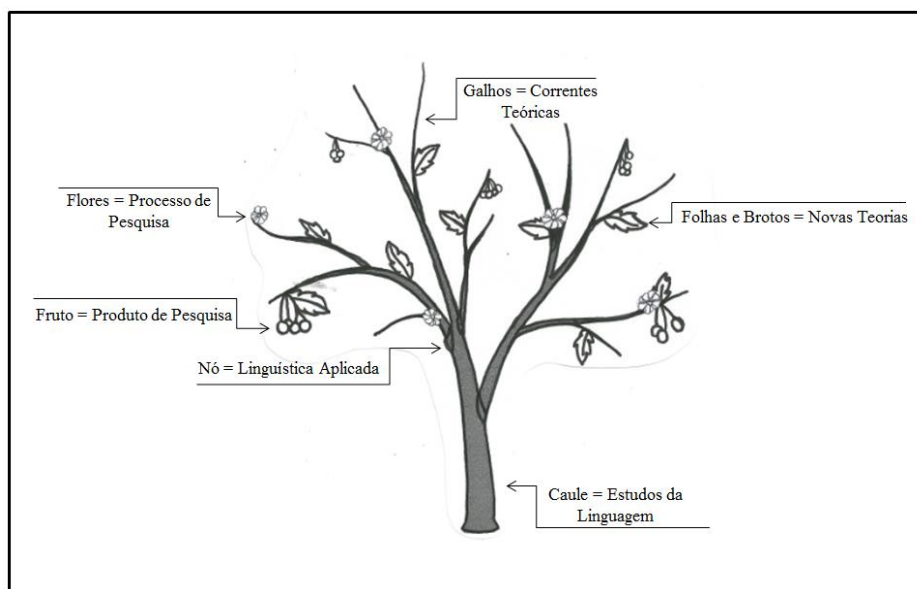 Galhos = Correntes
Teóricas
Flores = Processo de
Pesquisa
Folhas e Brotos = Novas Teorias
Fruto = Produto de Pesquisa
Nó = Linguística Aplicada
Caule = Estudos da
Linguagem